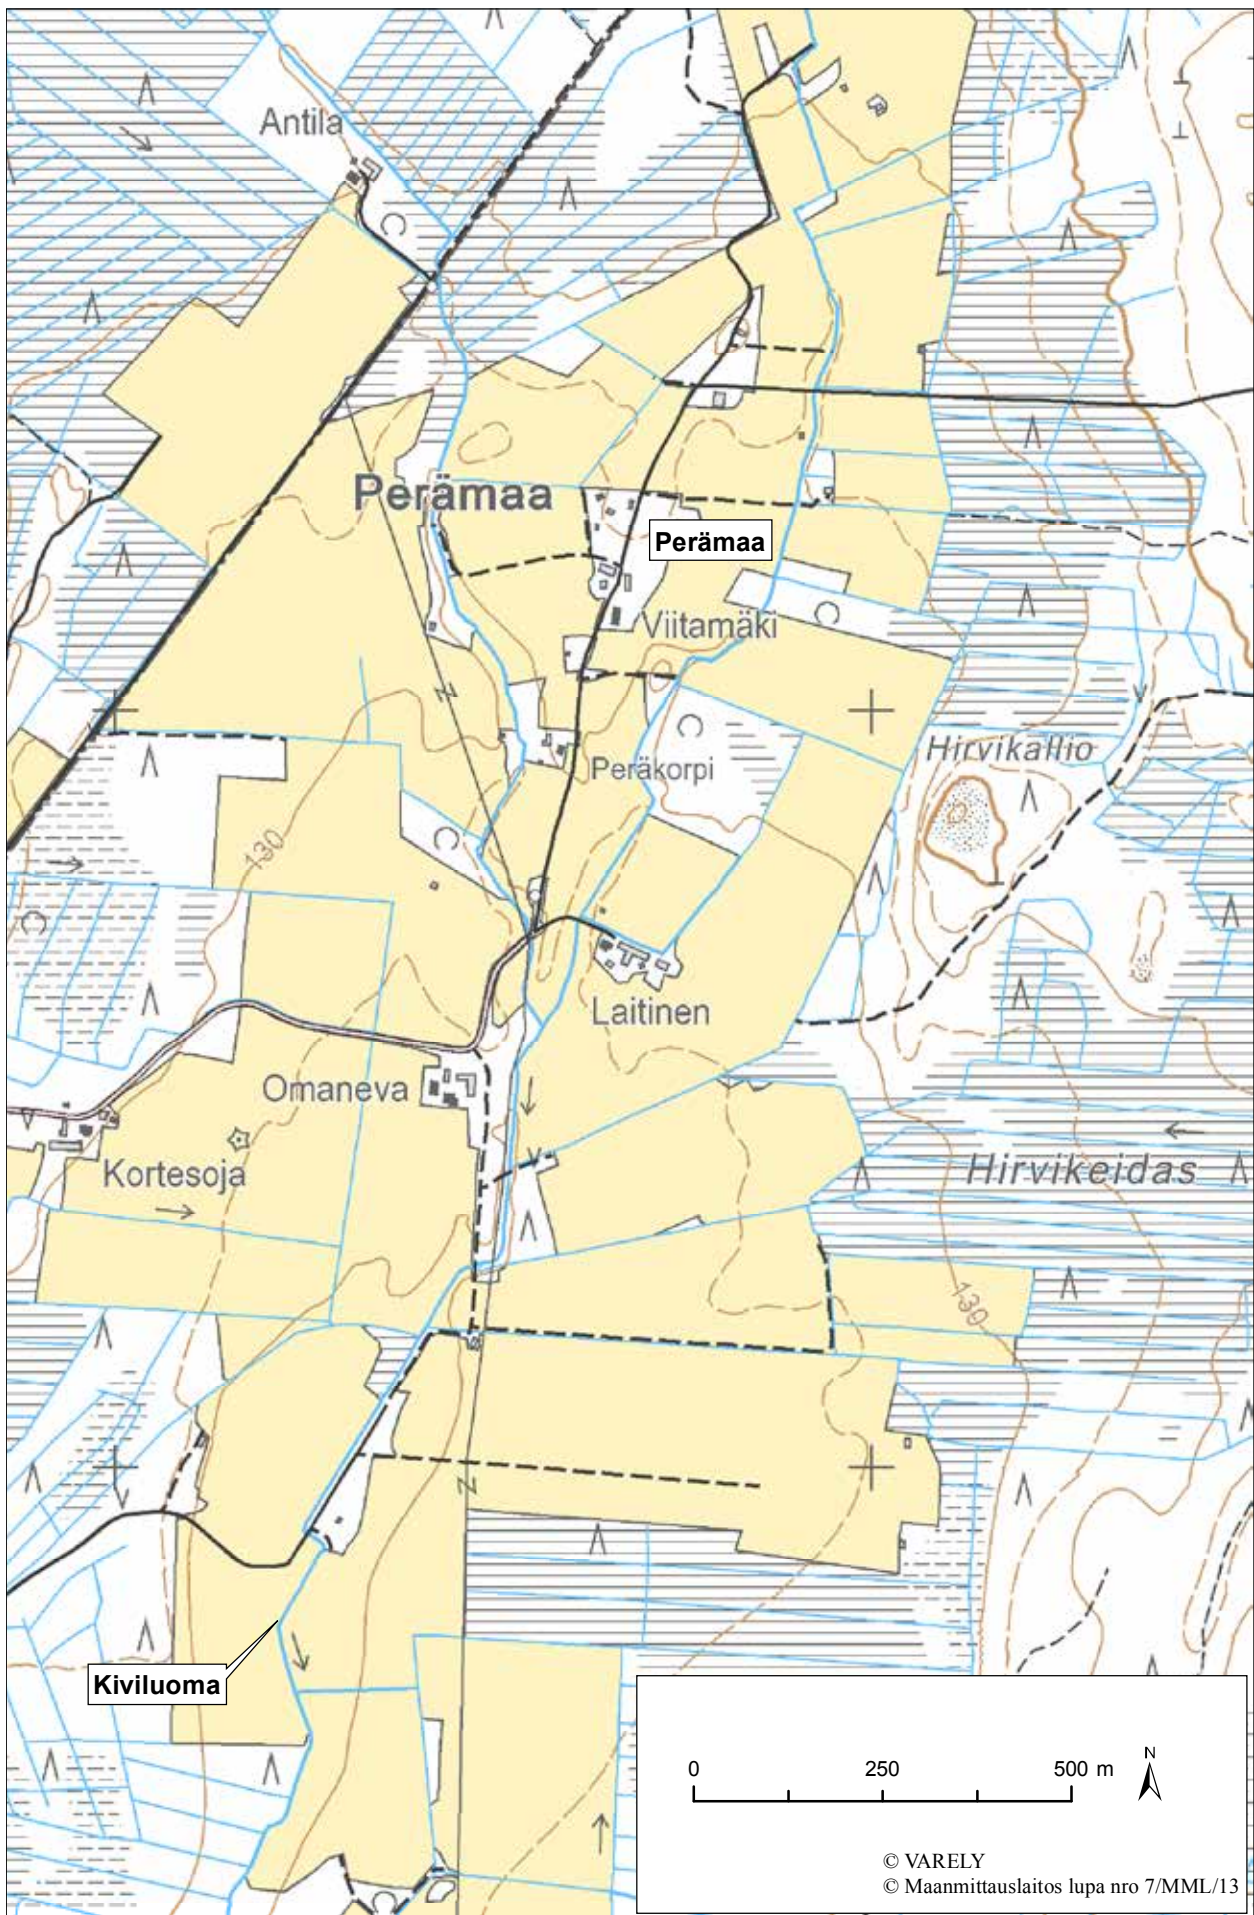 Antila
Perämaa
Perämaa
Viitamäki
Peräkorpi
Hirvikallio
130
Laitinen
Omaneva
Kortesoja
Hirvikeidas
130
Kiviluoma
0 250 500 m
N
© VARELY
© Maanmittauslaitos lupa nro 7/MML/13